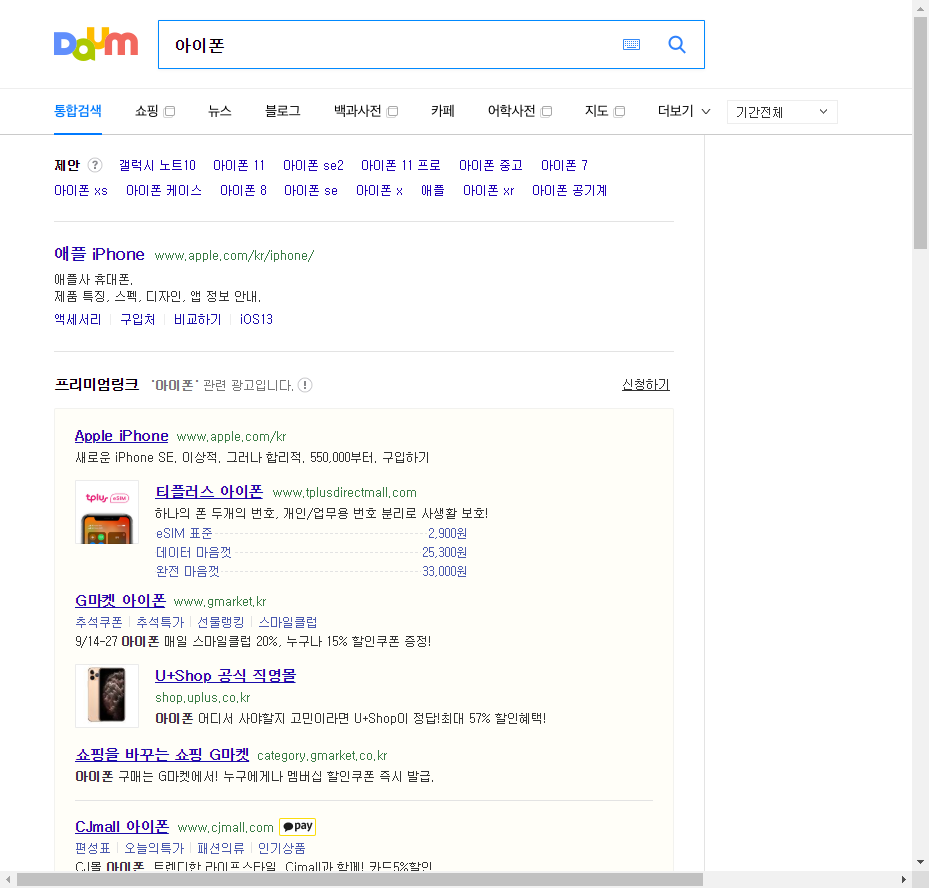 Daum
아이폰
통합검색 쇼핑 뉴스 블로그 백과사전 카페 어학사전 지도 더보기 기간전체
제안 ? 갤럭시 노트10 아이폰 11 아이폰 se2 아이폰 11 프로 아이폰 중고 아이폰 7
아이폰 xs 아이폰 케이스 아이폰 8 아이폰 se 아이폰 x 애플 아이폰 xr 아이폰 공기계
애플 iPhone www.apple.com/kr/iphone/
애플사 휴대폰.
제품 특징, 스펙, 디자인, 앱 정보 안내.
액세서리 구입처 비교하기 iOS13
프리미엄링크 '아이폰' 관련 광고입니다. ! 신청하기
Apple iPhone www.apple.com/kr
새로운 iPhone SE. 이상적. 그러나 합리적. 550,000부터. 구입하기
tplus eSIM
티플러스 아이폰 www.tplusdirectmall.com
하나의 폰 두개의 번호, 개인/업무용 번호 분리로 사생활 보호!
eSIM 표준 2,900원
데이터 마음껏 25,300원
완전 마음껏 33,000원
G마켓 아이폰 www.gmarket.kr
추석쿠폰 추석특가 선물랭킹 스마일클럽
9/14-27 아이폰 매일 스마일클럽 20%, 누구나 15% 할인쿠폰 증정!
U+Shop 공식 직영몰
shop.uplus.co.kr
아이폰 어디서 사야할지 고민이라면 U+Shop이 정답!최대 57% 할인혜택!
쇼핑을 바꾸는 쇼핑 G마켓 category.gmarket.co.kr
아이폰 구매는 G마켓에서! 누구에게나 멤버십 할인쿠폰 즉시 발급.
CJmall 아이폰 www.cjmall.com pay
편성표 오늘의특가 패션의류 인기상품
CJ몰 아이폰, 트렌디한 라이프스타일, Cjmall과 함께! 카드5%할인